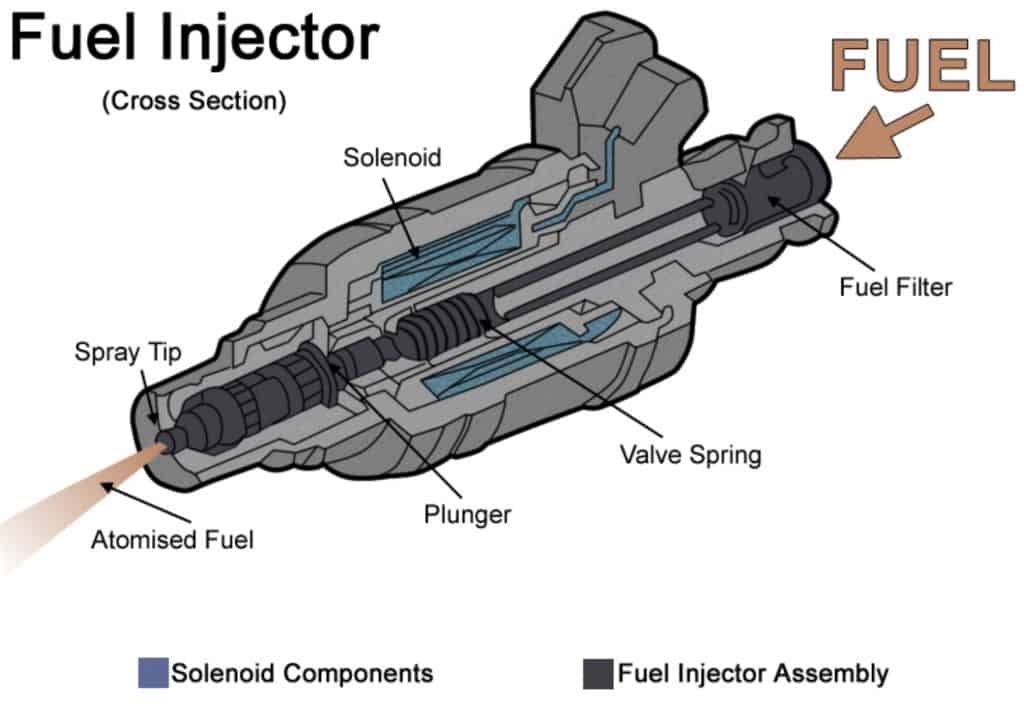 Fuel Injector
(Cross Section)
FUEL
Solenoid
Fuel Filter
Spray Tip
Valve Spring
Plunger
Atomised Fuel
Solenoid Components
Fuel Injector Assembly